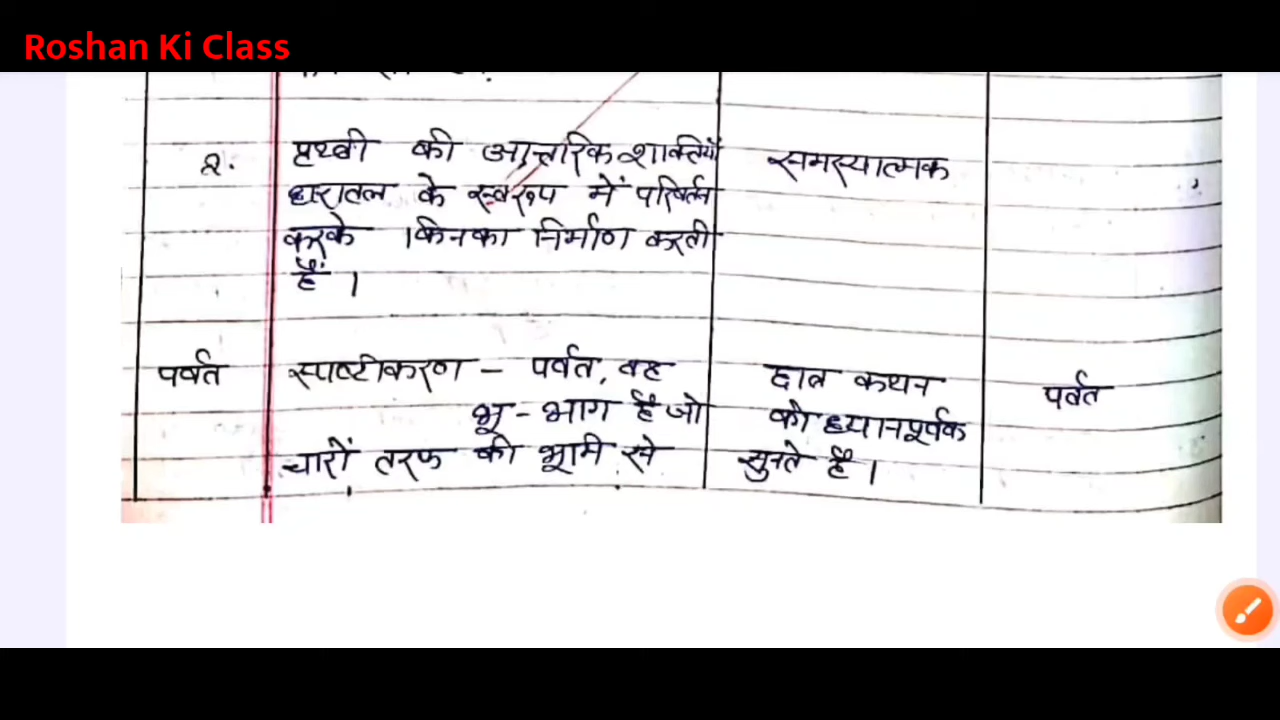 Roshan Ki Class
२. पृथ्वी की आन्तरिक शक्तियाँ समस्यात्मक
धरातल के स्वरूप में परिवर्तन
करके किनका निर्माण करती
हैं ।
पर्वत स्पष्टीकरण – पर्वत, वह छात्र कथन पर्वत
भू - भाग है जो को ध्यानपूर्वक
चारों तरफ की भूमि से सुनते है ।